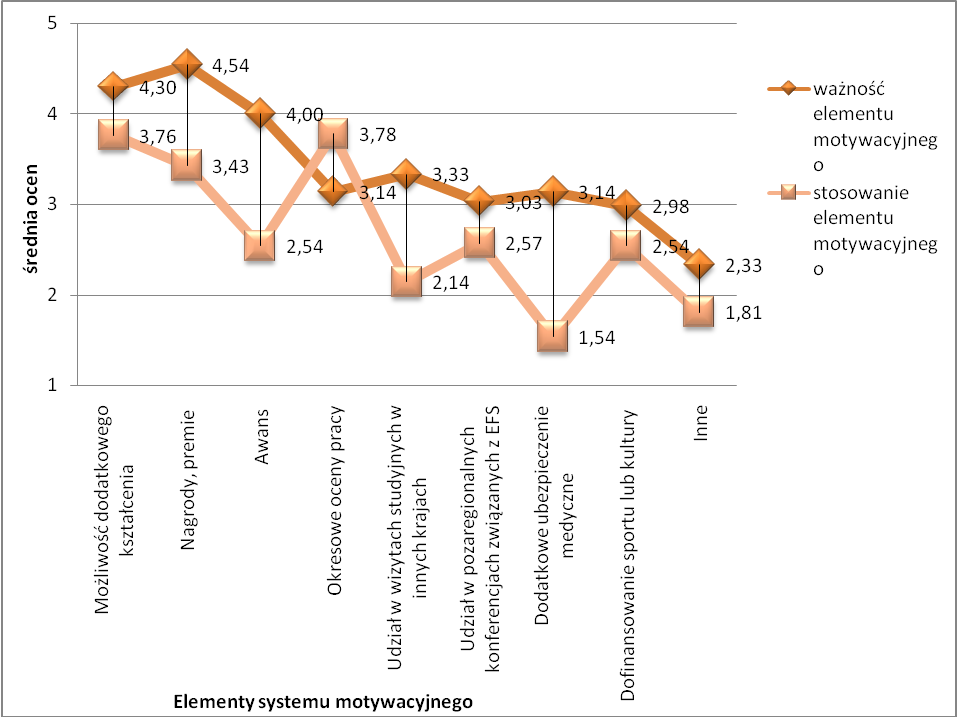 5
4
3
2
1
średnia ocen
4,30
4,54
4,00
3,14
3,33
3,03
3,14
2,98
2,33
3,76
3,43
2,54
3,78
2,14
2,57
1,54
2,54
1,81
ważność
elementu
motywacyjneg
o
stosowanie
elementu
motywacyjneg
o
Możliwość dodatkowego
kształcenia
Nagrody, premie
Awans
Okresowe oceny pracy
Udział w wizytach studyjnych w
innych krajach
Udział w pozaregionalnych
konferencjach związanych z EFS
Dodatkowe ubezpieczenie
medyczne
Dofinansowanie sportu lub kultury
Inne
Elementy systemu motywacyjnego